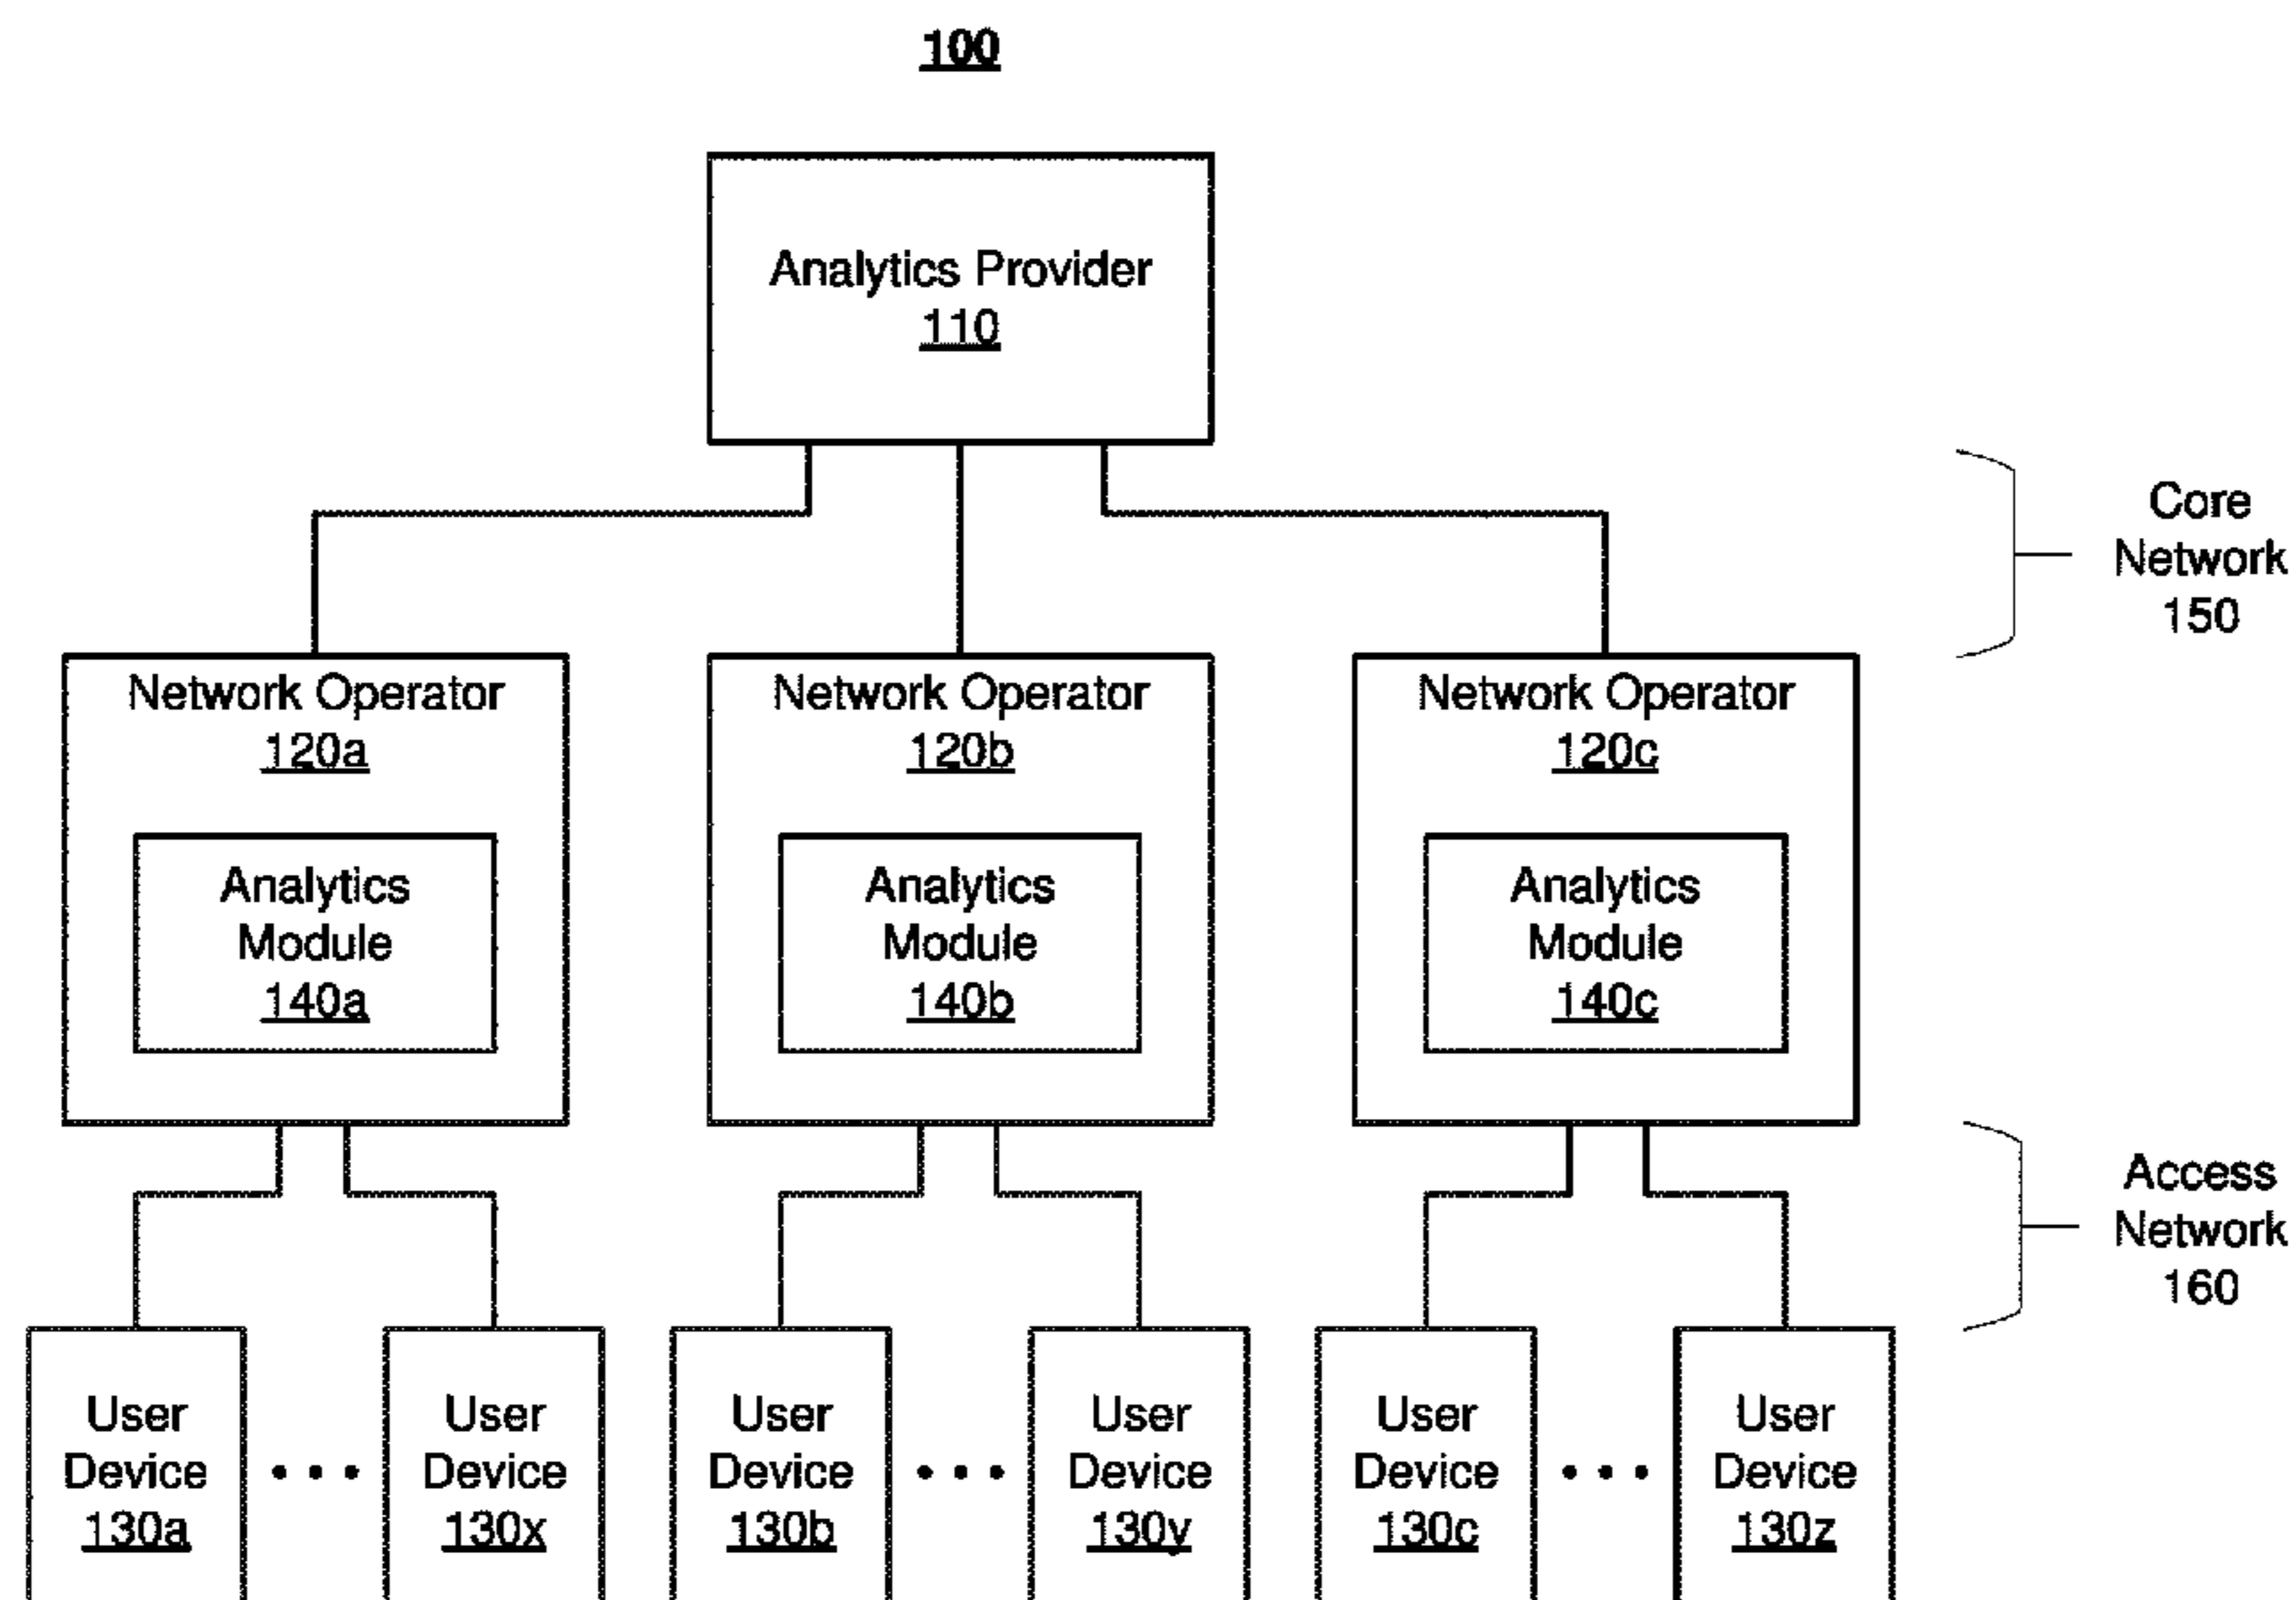 100
Analytics Provider
110
Core
Network
150
Network Operator
120a
Network Operator
120b
Network Operator
120c
Analytics
Module
140a
Analytics
Module
140b
Analytics
Module
140c
Access
Network
160
User
Device
130a
User
Device
130x
User
Device
130b
User
Device
130y
User
Device
130c
User
Device
130z